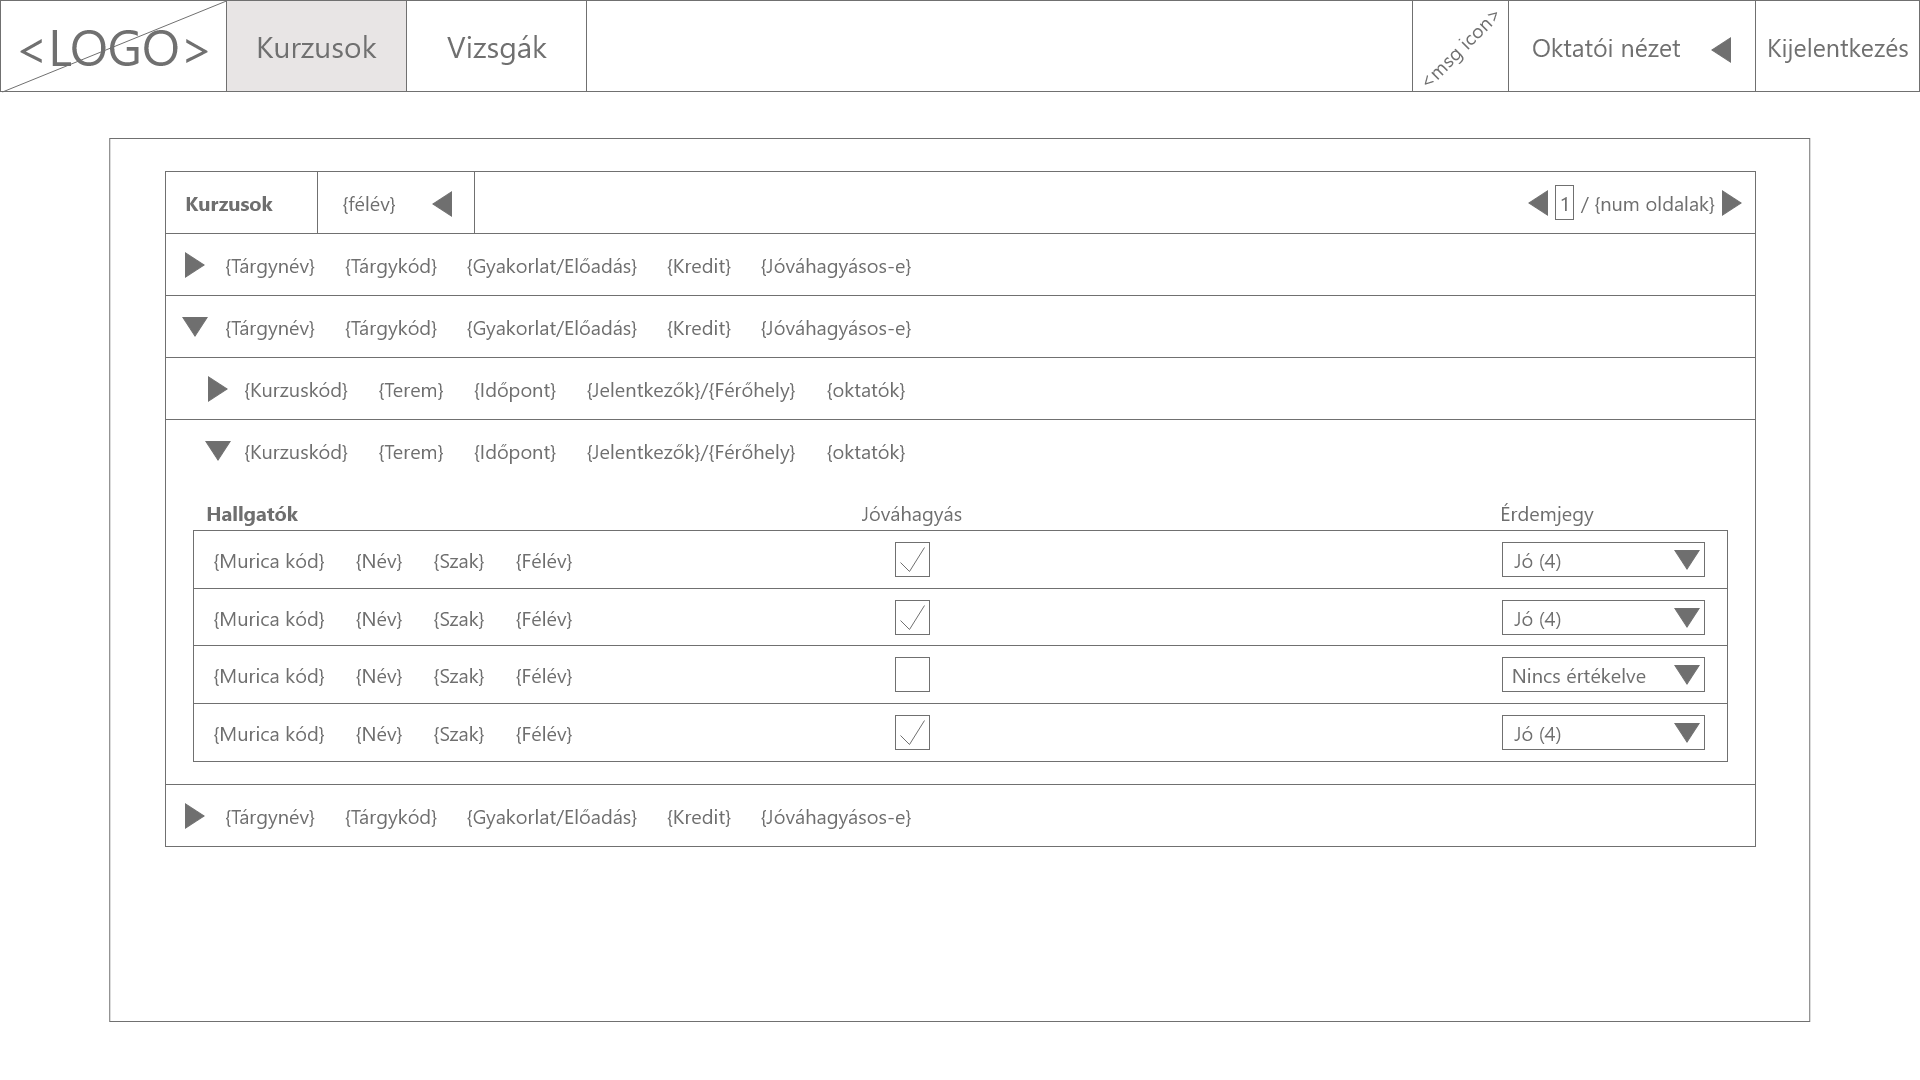 <LOGO> Kurzusok Vizsgák <msg icon> Oktatói nézet Kijelentkezés
Kurzusok {félév} 1 / {num oldalak}
{Tárgynév} {Tárgykód} {Gyakorlat/Előadás} {Kredit} {Jóváhagyásos-e}
{Tárgynév} {Tárgykód} {Gyakorlat/Előadás} {Kredit} {Jóváhagyásos-e}
{Kurzuskód} {Terem} {Időpont} {Jelentkezők}/{Férőhely} {oktatók}
{Kurzuskód} {Terem} {Időpont} {Jelentkezők}/{Férőhely} {oktatók}
Hallgatók Jóváhagyás Érdemjegy
{Murica kód} {Név} {Szak} {Félév} Jó (4)
{Murica kód} {Név} {Szak} {Félév} Jó (4)
{Murica kód} {Név} {Szak} {Félév} Nincs értékelve
{Murica kód} {Név} {Szak} {Félév} Jó (4)
{Tárgynév} {Tárgykód} {Gyakorlat/Előadás} {Kredit} {Jóváhagyásos-e}